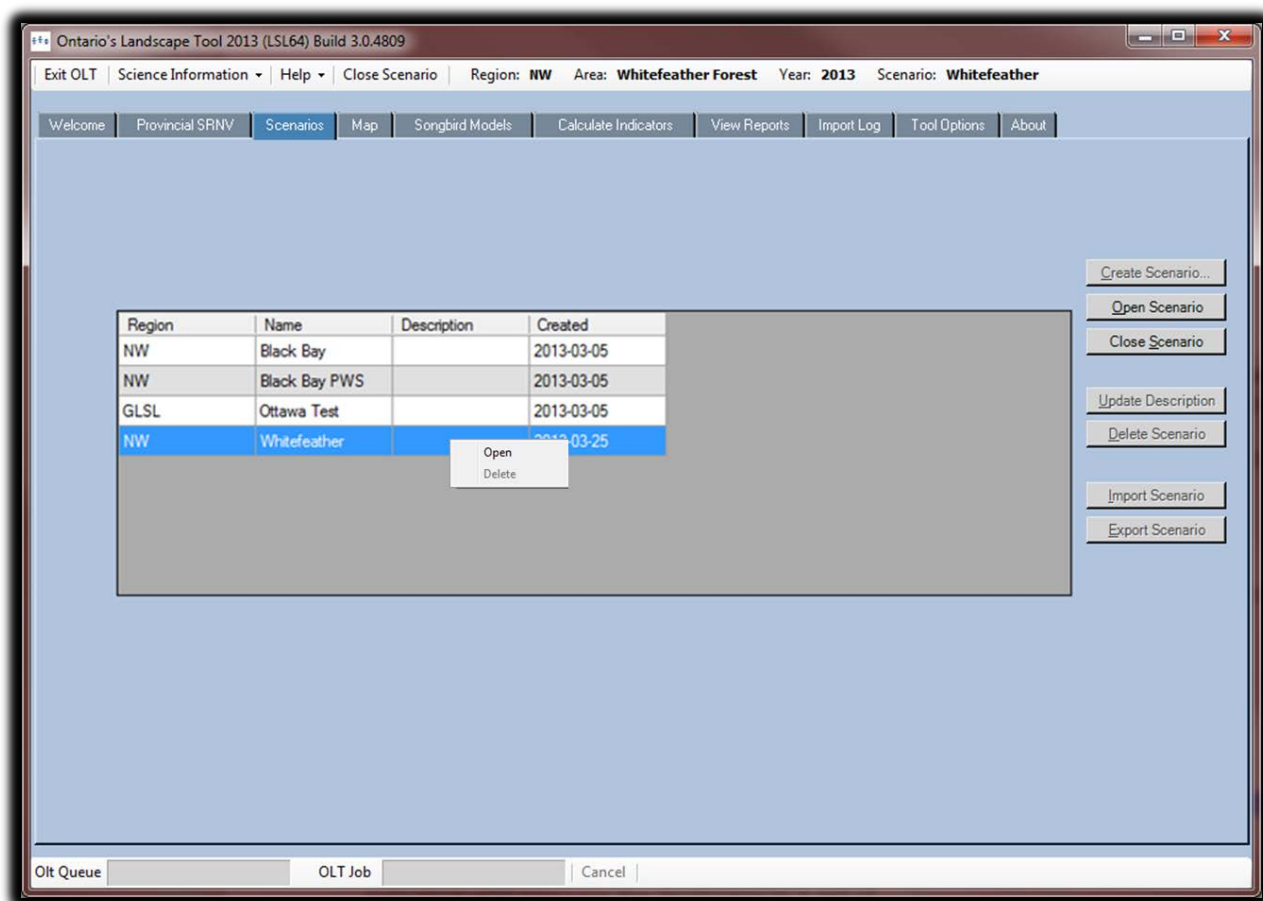 Ontario's Landscape Tool 2013 (LSL64) Build 3.0.4809
Exit OLT Science Information Help Close Scenario Region: NW Area: Whitefeather Forest Year: 2013 Scenario: Whitefeather
Welcome Provincial SRNV Scenarios Map Songbird Models Calculate Indicators View Reports Import Log Tool Options About
Region Name Description Created
NW Black Bay 2013-03-05
NW Black Bay PWS 2013-03-05
GLSL Ottawa Test 2013-03-05
NW Whitefeather 2013-03-25
Open
Delete
Create Scenario...
Open Scenario
Close Scenario
Update Description
Delete Scenario
Import Scenario
Export Scenario
Olt Queue OLT Job Cancel